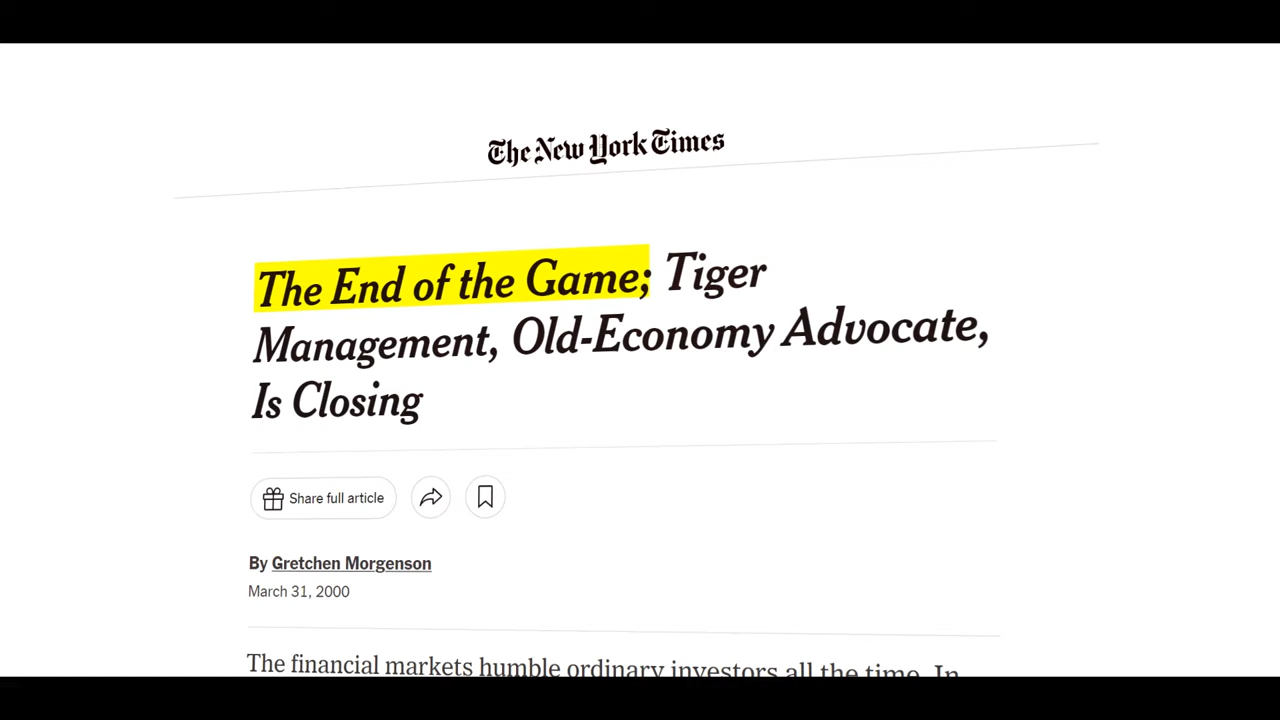 The New York Times
The End of the Game; Tiger
Management, Old-Economy Advocate,
Is Closing
Share full article
By Gretchen Morgenson
March 31, 2000
The financial markets humble ordinary investors all the time. In